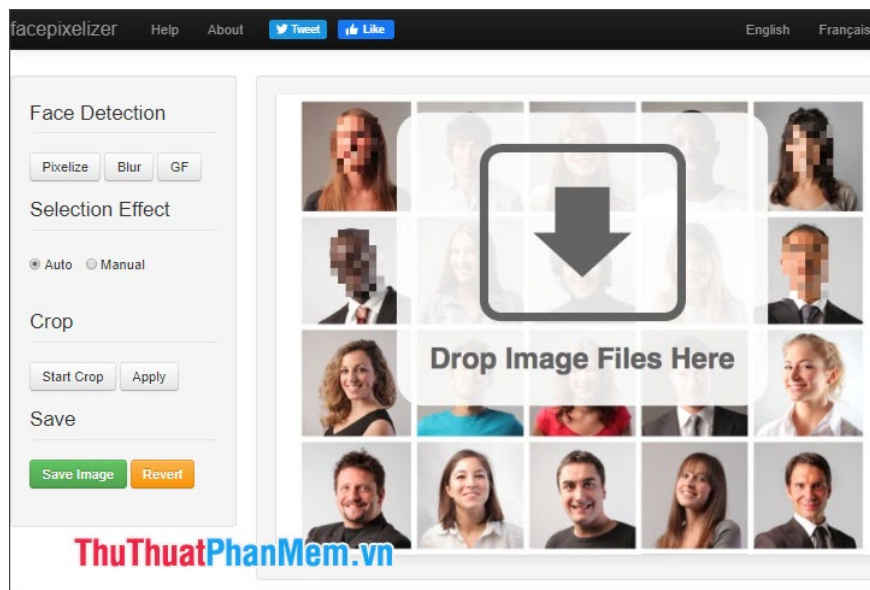 facepixelizer Help About Tweet Like English Français
Face Detection
Pixelize Blur GF
Selection Effect
Auto Manual
Crop
Start Crop Apply
Save
Save Image Revert
Drop Image Files Here
ThuThuatPhanMem.vn